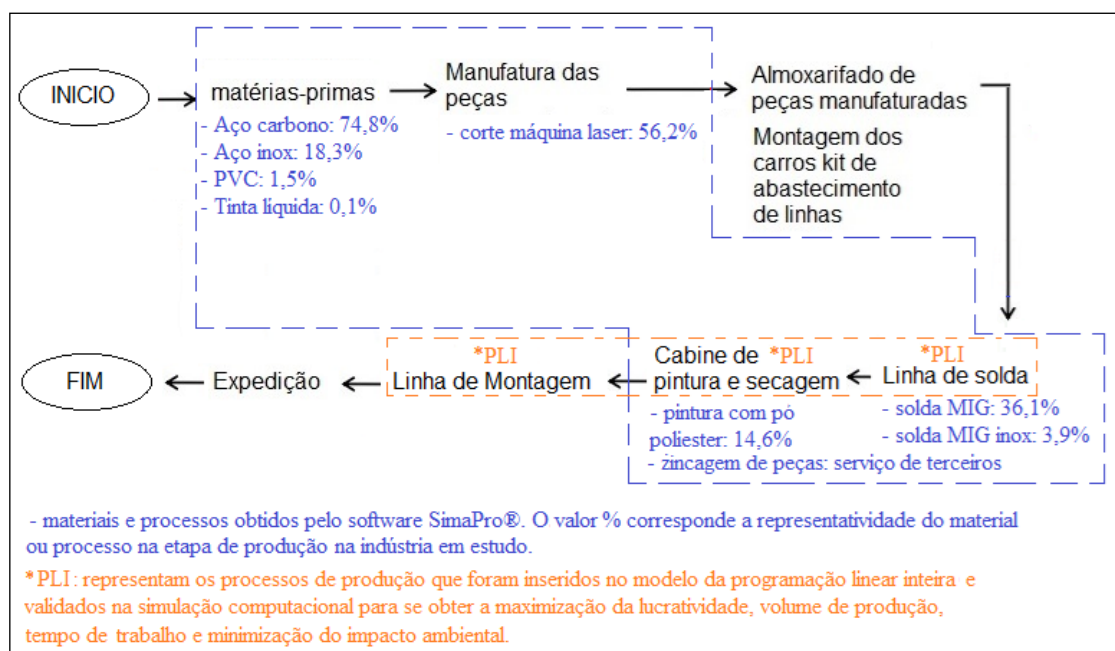 INICIO
matérias-primas
- Aço carbono: 74,8%
- Aço inox: 18,3%
- PVC: 1,5%
- Tinta líquida: 0,1%
Manufatura das
peças
- corte máquina laser: 56,2%
Almoxarifado de
peças manufaturadas
Montagem dos
carros kit de
abastecimento
de linhas
*PLI
Linha de solda
- solda MIG: 36,1%
- solda MIG inox: 3,9%
Cabine de *PLI
pintura e secagem
- pintura com pó
poliester: 14,6%
- zincagem de peças: serviço de terceiros
*PLI
Linha de Montagem
Expedição
FIM
- materiais e processos obtidos pelo software SimaPro®. O valor % corresponde a representatividade do material
ou processo na etapa de produção na indústria em estudo.
*PLI: representam os processos de produção que foram inseridos no modelo da programação linear inteira e
validados na simulação computacional para se obter a maximização da lucratividade, volume de produção,
tempo de trabalho e minimização do impacto ambiental.